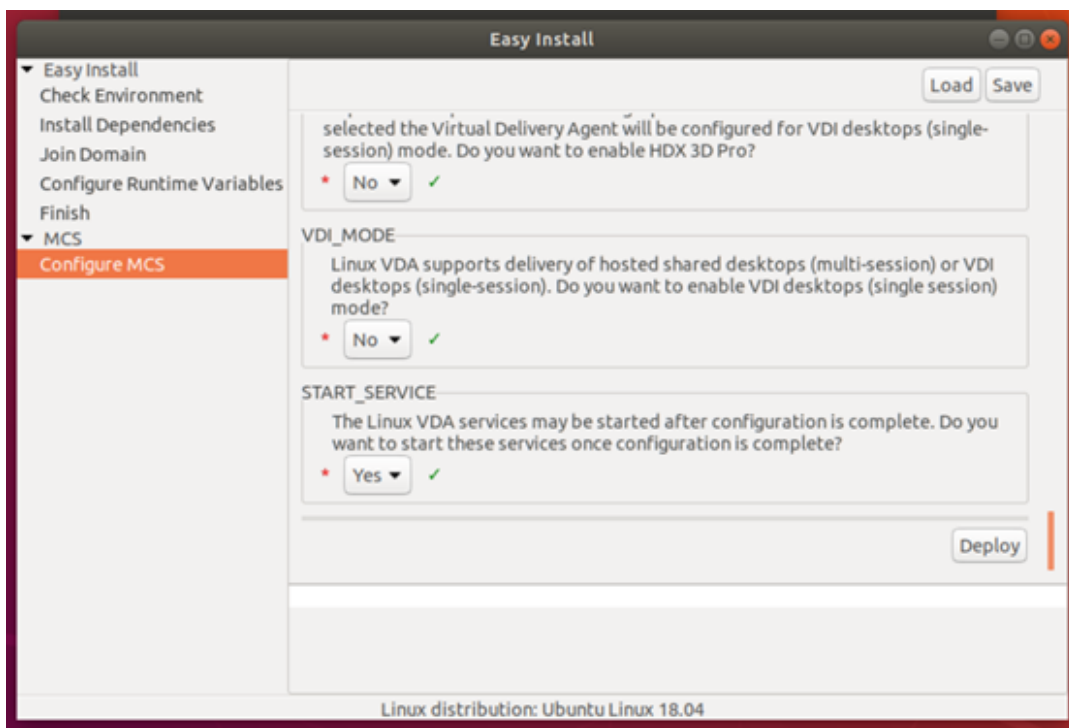 Easy Install
Easy Install
Check Environment
Install Dependencies
Join Domain
Configure Runtime Variables
Finish
MCS
Configure MCS
Load Save
selected the Virtual Delivery Agent will be configured for VDI desktops (single-
session) mode. Do you want to enable HDX 3D Pro?
* No ✓
VDI_MODE
Linux VDA supports delivery of hosted shared desktops (multi-session) or VDI
desktops (single-session). Do you want to enable VDI desktops (single session)
mode?
* No ✓
START_SERVICE
The Linux VDA services may be started after configuration is complete. Do you
want to start these services once configuration is complete?
* Yes ✓
Deploy
Linux distribution: Ubuntu Linux 18.04